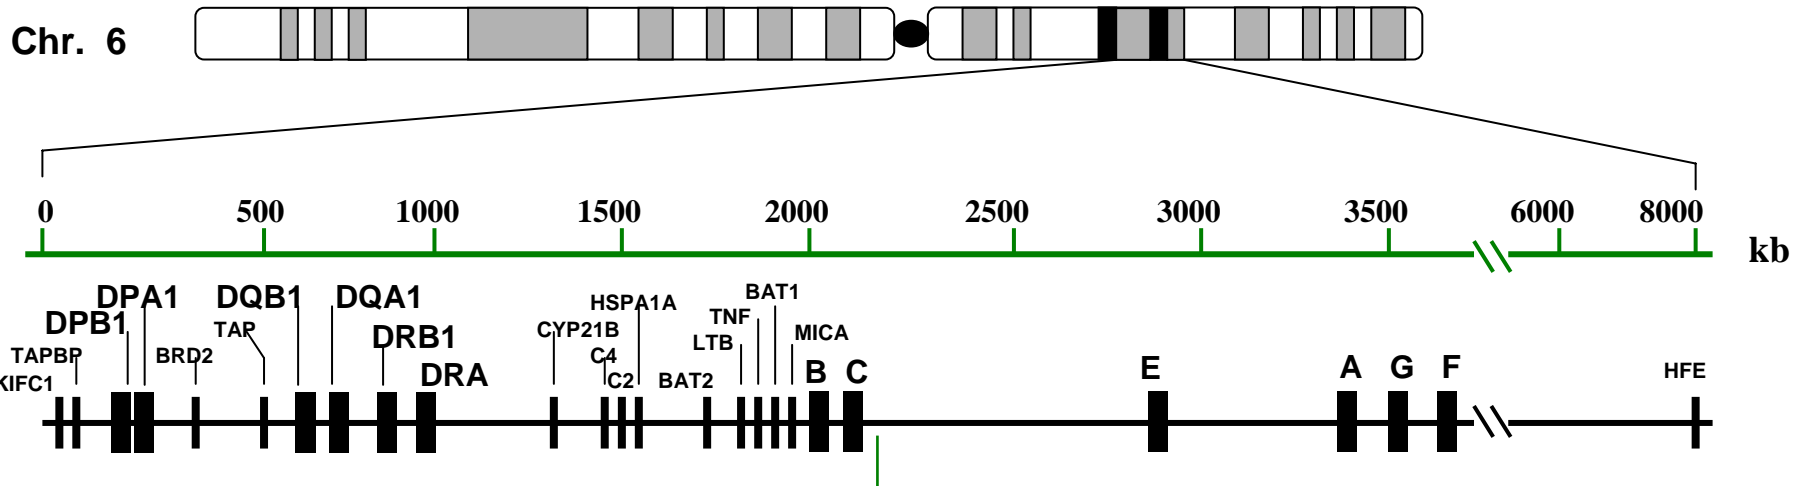 Chr. 6
0 500 1000 1500 2000 2500 3000 3500 6000 8000
kb
DPA1 DQB1 DQA1 HSPA1A BAT1
DPB1 TAP DRB1 CYP21B TNF MICA
TAPBP BRD2 C4 LTB
KIFC1 DRA C2 BAT2 B C E A G F HFE